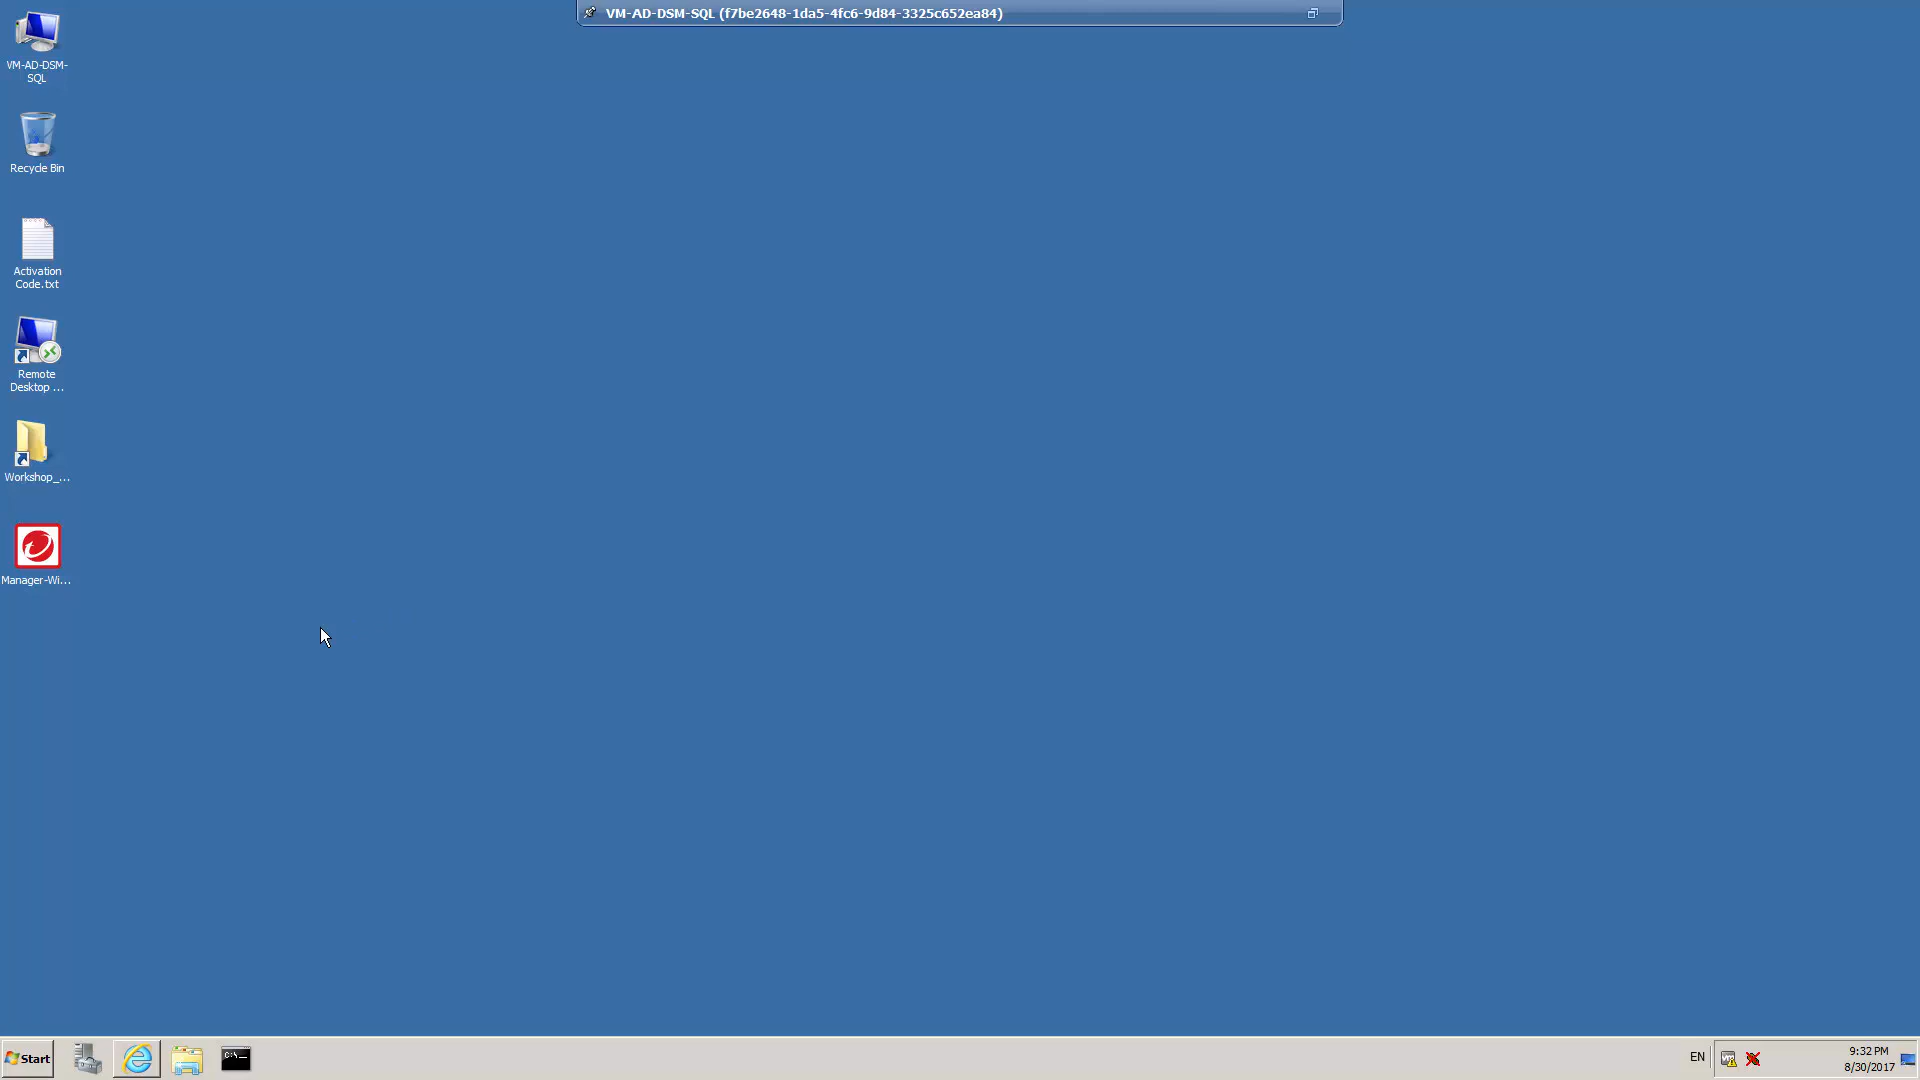 VM-AD-DSM-SQL (f7be2648-1da5-4fc6-9d84-3325c652ea84)
VM-AD-DSM-
SQL
Recycle Bin
Activation
Code.txt
Remote
Desktop ...
Workshop_...
Manager-Wi...
Start
C:\_
EN
9:32 PM
8/30/2017